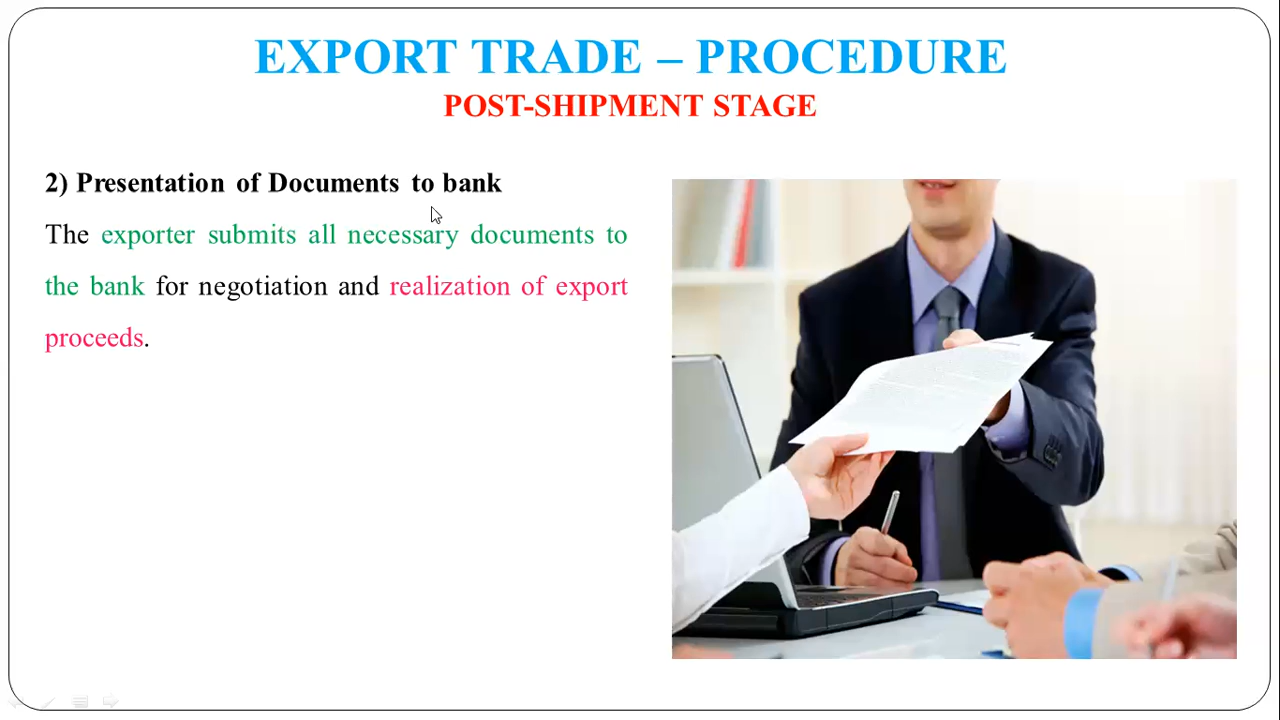 EXPORT TRADE – PROCEDURE
POST-SHIPMENT STAGE
2) Presentation of Documents to bank
The exporter submits all necessary documents to
the bank for negotiation and realization of export
proceeds.